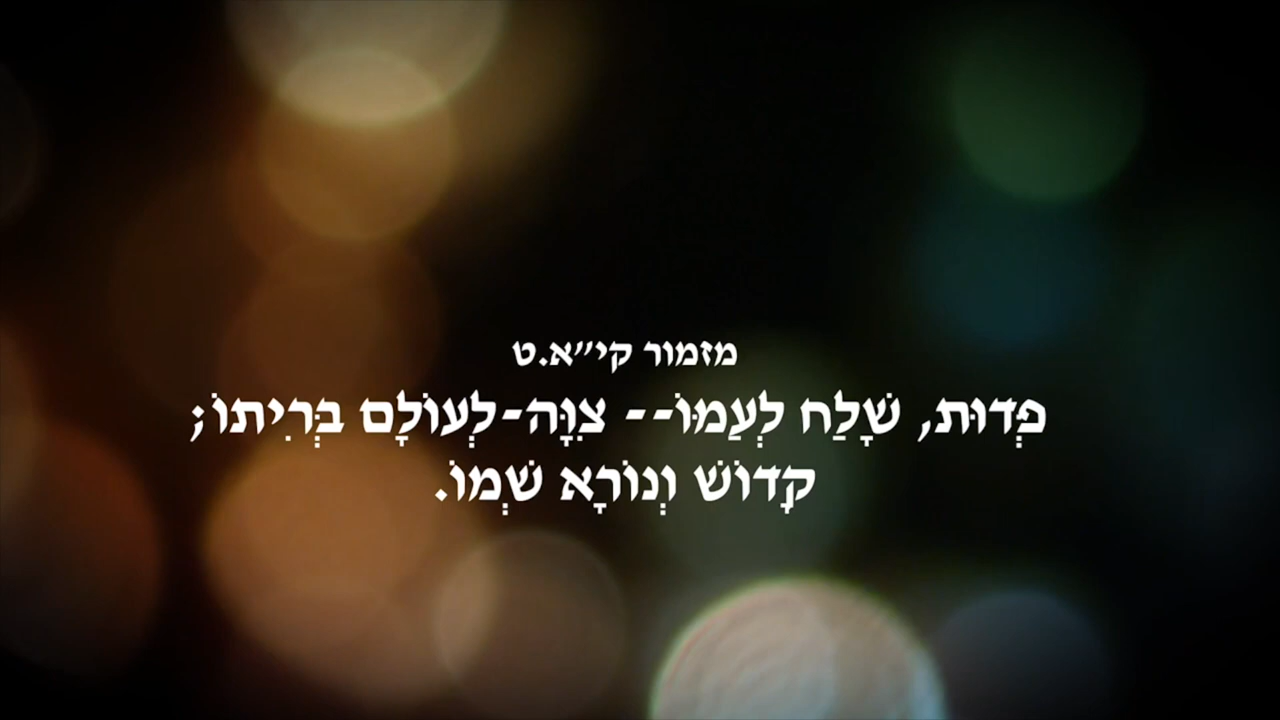 מזמור קי״א.ט
פְּדוּת, שָׁלַח לְעַמּוֹ-- צִוָּה-לְעוֹלָם בְּרִיתוֹ;
קָדוֹשׁ וְנוֹרָא שְׁמוֹ.